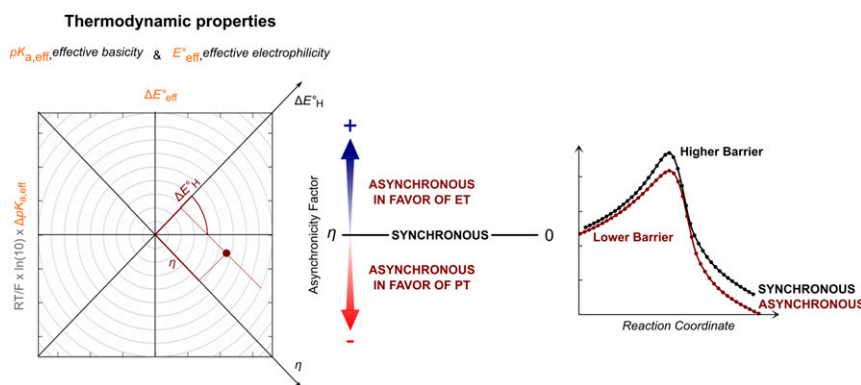 Thermodynamic properties
pKa,eff,effective basicity & E°eff,effective electrophilicity
ΔE°eff
ΔE°H
RT/F x ln(10) x ΔpKa,eff
ΔE°H
η
η
Asynchronicity Factor
+
ASYNCHRONOUS
IN FAVOR OF ET
η
SYNCHRONOUS
0
ASYNCHRONOUS
IN FAVOR OF PT
-
Higher Barrier
Lower Barrier
SYNCHRONOUS
ASYNCHRONOUS
Reaction Coordinate